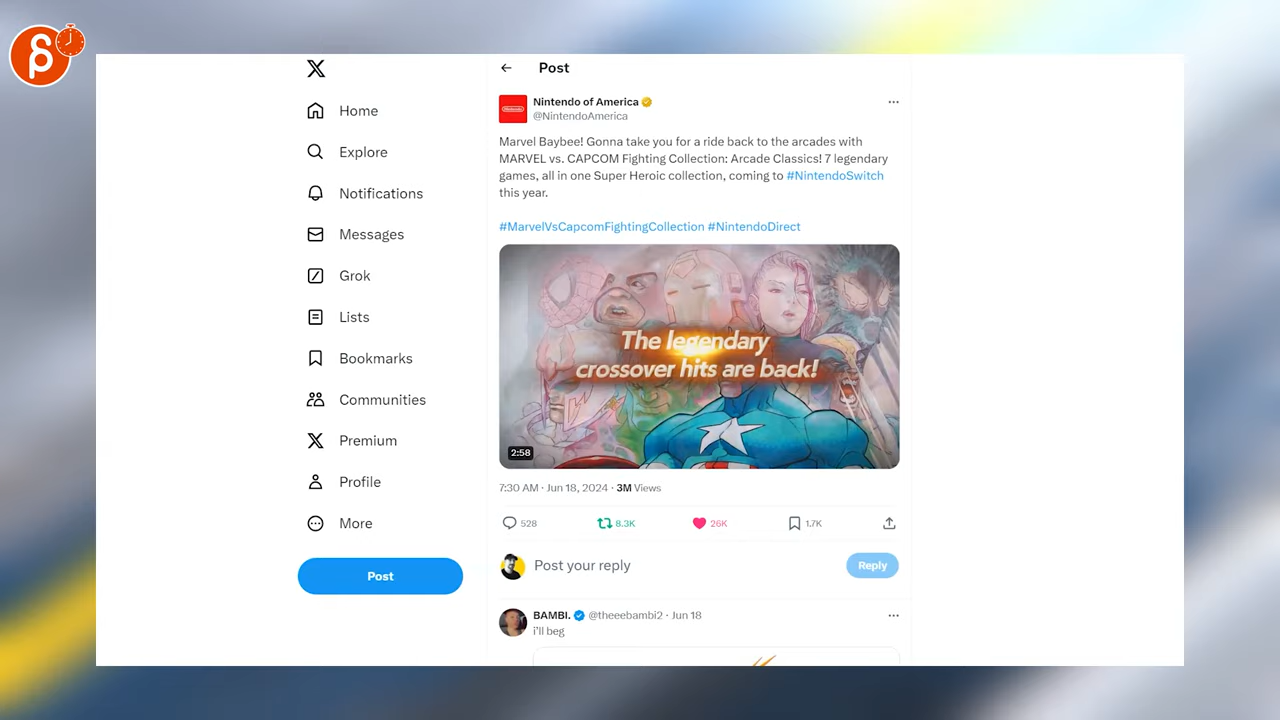 Post
Nintendo of America
@NintendoAmerica
Marvel Baybee! Gonna take you for a ride back to the arcades with
MARVEL vs. CAPCOM Fighting Collection: Arcade Classics! 7 legendary
games, all in one Super Heroic collection, coming to #NintendoSwitch
this year.
#MarvelVsCapcomFightingCollection #NintendoDirect
The legendary
crossover hits are back!
2:58
7:30 AM · Jun 18, 2024 · 3M Views
528 8.3K 26K 1.7K
Post your reply
Reply
BAMBI. @theeebambi2 · Jun 18
i'll beg
Home
Explore
Notifications
Messages
Grok
Lists
Bookmarks
Communities
Premium
Profile
More
Post
Nintendo